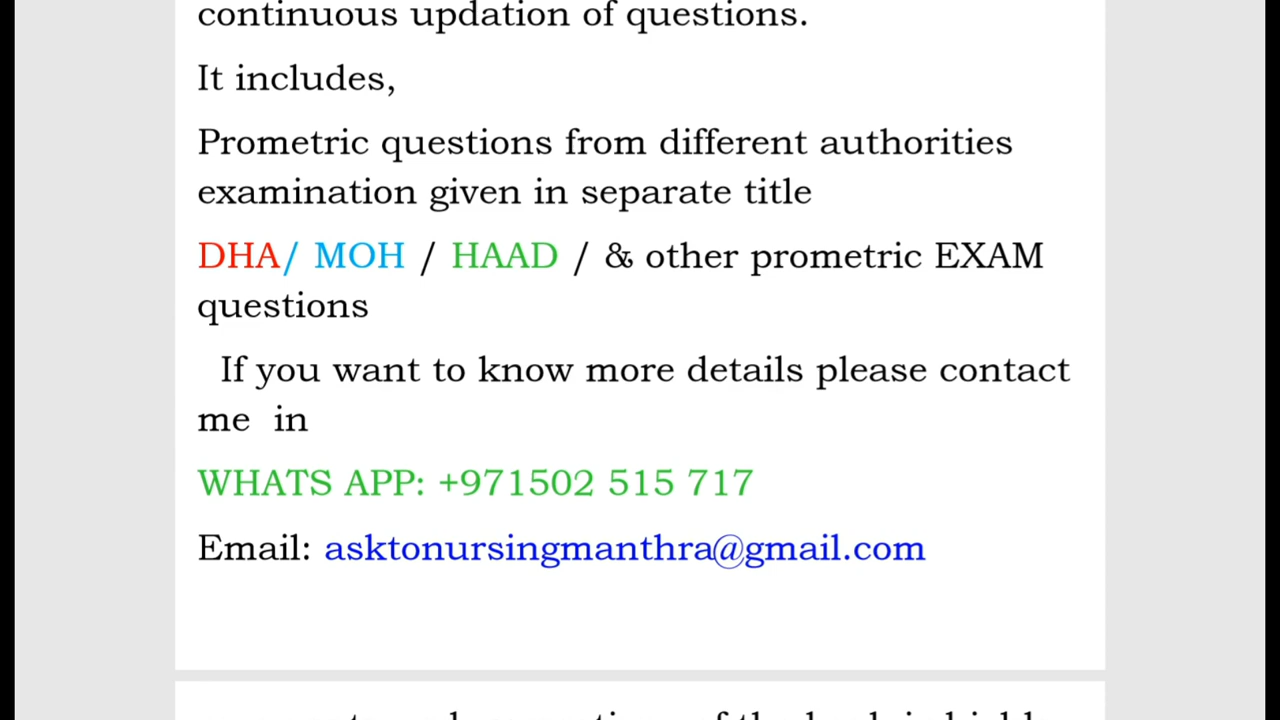 continuous updation of questions.
It includes,
Prometric questions from different authorities
examination given in separate title
DHA/ MOH / HAAD / & other prometric EXAM
questions
If you want to know more details please contact
me in
WHATS APP: +971502 515 717
Email: asktonursingmanthra@gmail.com